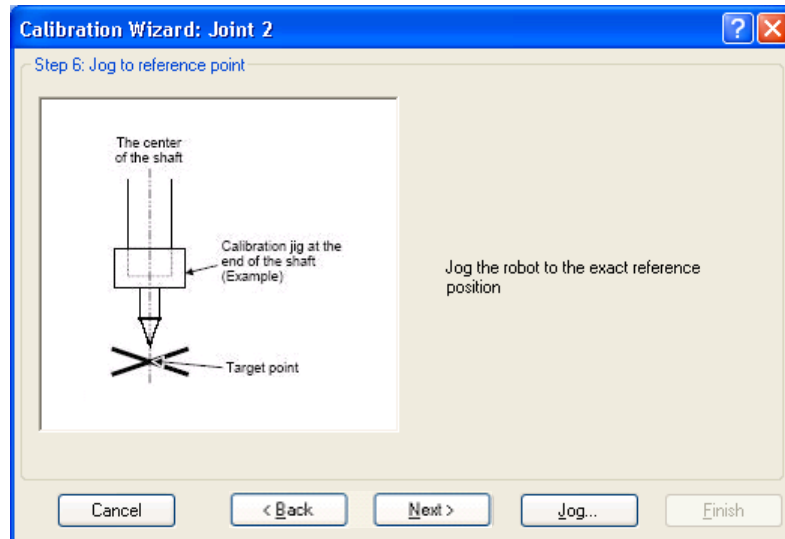 Calibration Wizard: Joint 2
Step 6: Jog to reference point
The center
of the shaft
Calibration jig at the
end of the shaft
(Example)
Target point
Jog the robot to the exact reference
position
Cancel
< Back
Next >
Jog...
Finish